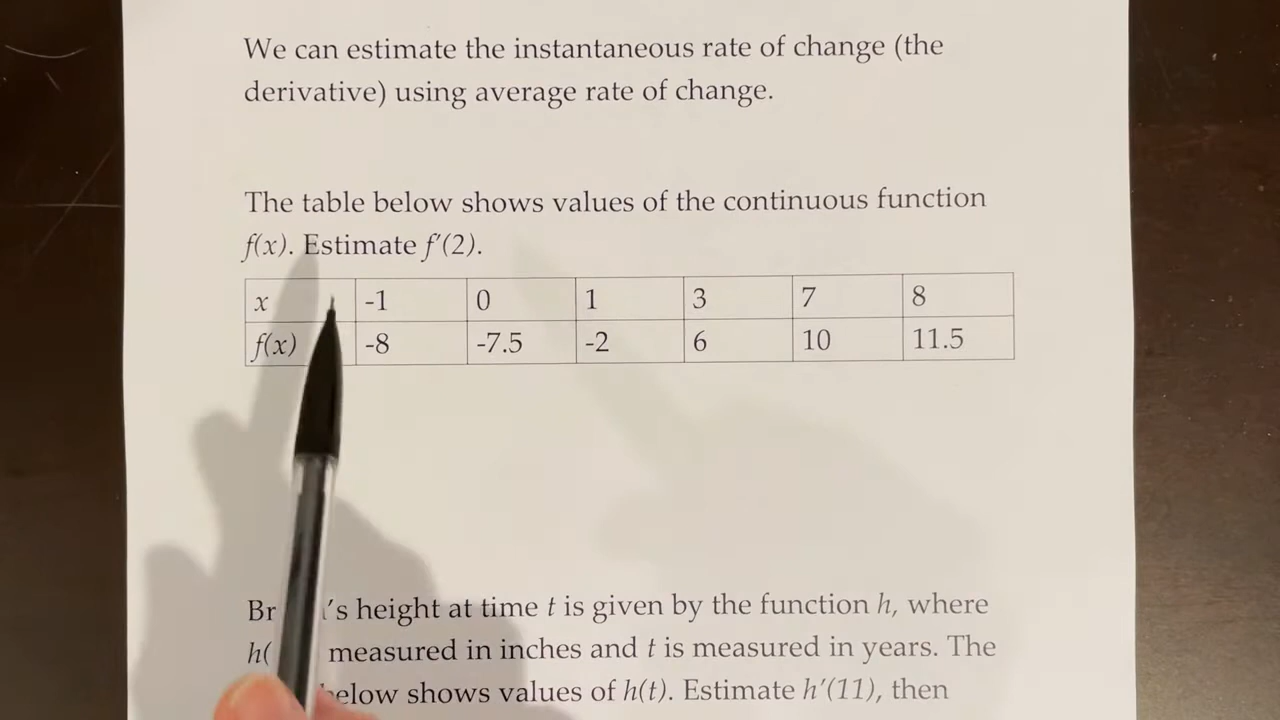 We can estimate the instantaneous rate of change (the
derivative) using average rate of change.
The table below shows values of the continuous function
f(x). Estimate f′(2).
x -1 0 1 3 7 8
f(x) -8 -7.5 -2 6 10 11.5
's height at time t is given by the function h, where
measured in inches and t is measured in years. The
below shows values of h(t). Estimate h′(11), then